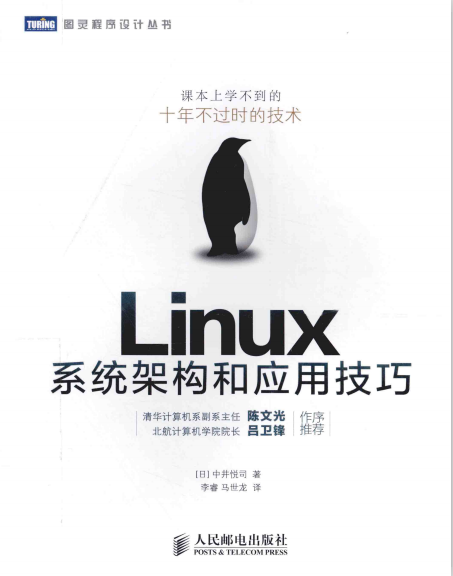 TURING 图灵程序设计丛书
课本上学不到的
十年不过时的技术
Linux
系统架构和应用技巧
清华计算机系副系主任 陈文光 作序
北航计算机学院院长 吕卫锋 推荐
[日] 中井悦司 著
李睿 马世龙 译
人民邮电出版社
POSTS & TELECOM PRESS